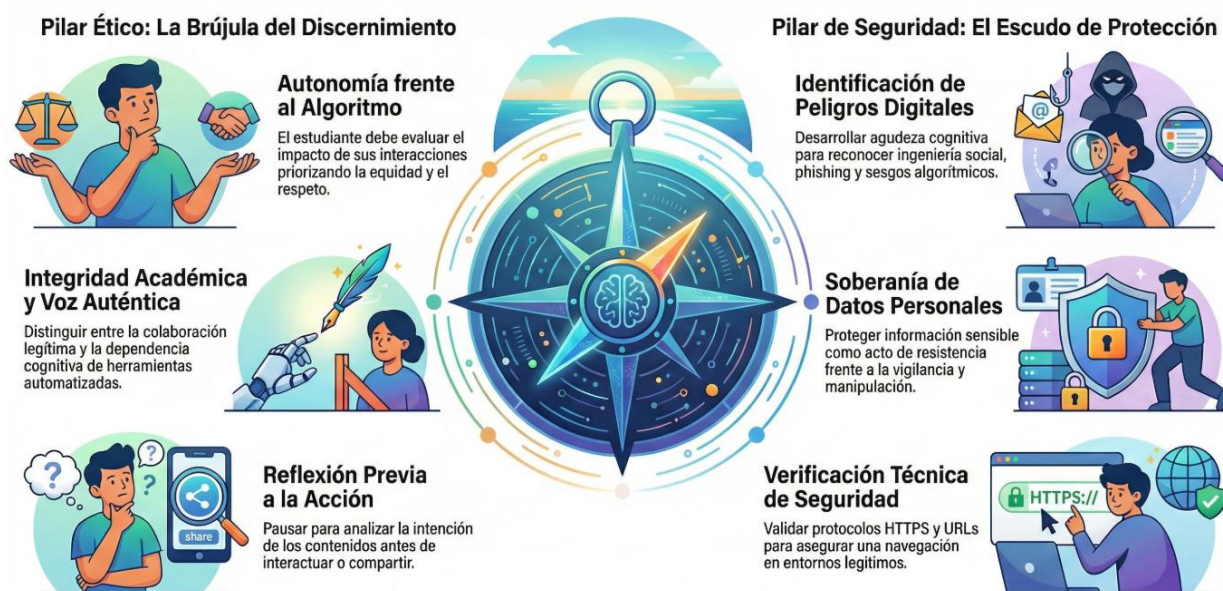 Pilar Ético: La Brújula del Discernimiento
Autonomía frente
al Algoritmo
El estudiante debe evaluar el
impacto de sus interacciones
priorizando la equidad y el
respeto.
Integridad Académica
y Voz Auténtica
Distinguir entre la colaboración
legítima y la dependencia
cognitiva de herramientas
automatizadas.
?
?
?
share
Reflexión Previa
a la Acción
Pausar para analizar la intención
de los contenidos antes de
interactuar o compartir.
Pilar de Seguridad: El Escudo de Protección
Identificación de
Peligros Digitales
Desarrollar agudeza cognitiva
para reconocer ingeniería social,
phishing y sesgos algorítmicos.
@
Soberanía de
Datos Personales
Proteger información sensible
como acto de resistencia
frente a la vigilancia y
manipulación.
Verificación Técnica
de Seguridad
Validar protocolos HTTPS y URLs
para asegurar una navegación
en entornos legitimos.
HTTPS://